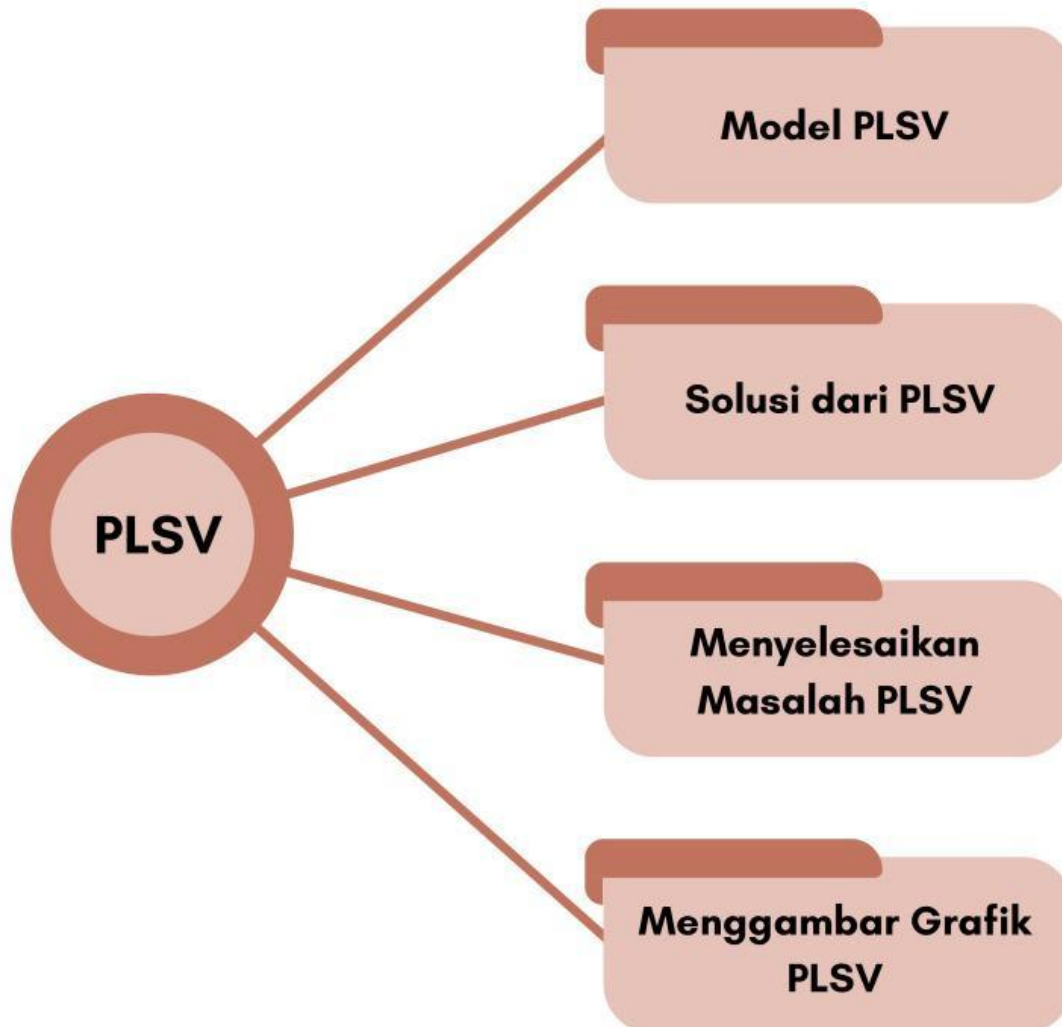 Model PLSV
Solusi dari PLSV
PLSV
Menyelesaikan
Masalah PLSV
Menggambar Grafik
PLSV